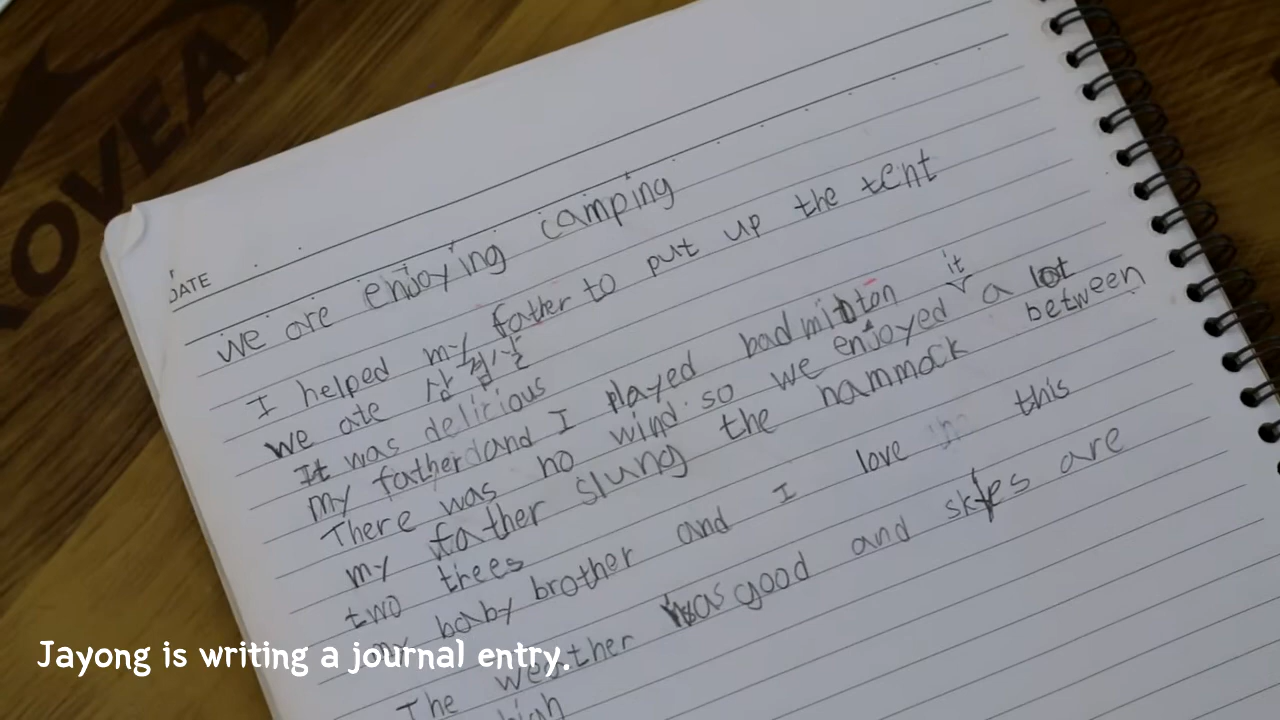 KOVEA
DATE
we are enjoying camping
I helped my father to put up the tent
we ate 삼겹살
It was delicious
my father and I played badminton
There was no wind. so we enjoyed it a lot
my father slung the hammock between
two trees
my baby brother and I love this
The weather was good and skies are
high
Jayong is writing a journal entry.